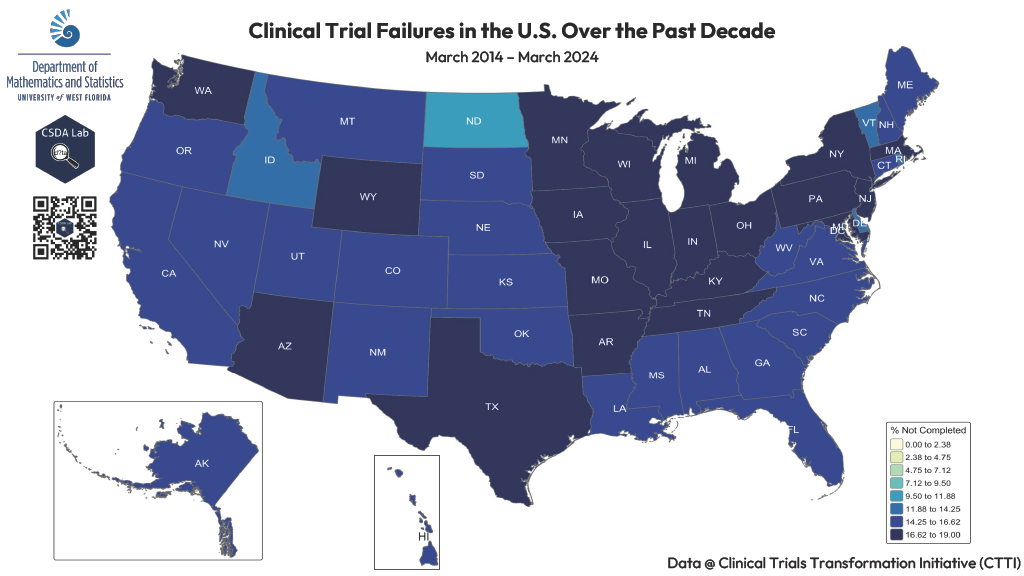 Clinical Trial Failures in the U.S. Over the Past Decade
March 2014 – March 2024
Department of
Mathematics and Statistics
UNIVERSITY of WEST FLORIDA
CSDA Lab
WA
MT
ND
MN
ME
VT
NH
OR
ID
SD
WI
MI
NY
MA
RI
CT
WY
PA
NJ
IA
NE
OH
MD
DE
DC
NV
UT
CO
IL
IN
WV
VA
CA
KS
MO
KY
NC
AZ
NM
OK
AR
TN
SC
MS
AL
GA
TX
LA
FL
AK
HI
% Not Completed
0.00 to 2.38
2.38 to 4.75
4.75 to 7.12
7.12 to 9.50
9.50 to 11.88
11.88 to 14.25
14.25 to 16.62
16.62 to 19.00
Data @ Clinical Trials Transformation Initiative (CTTI)